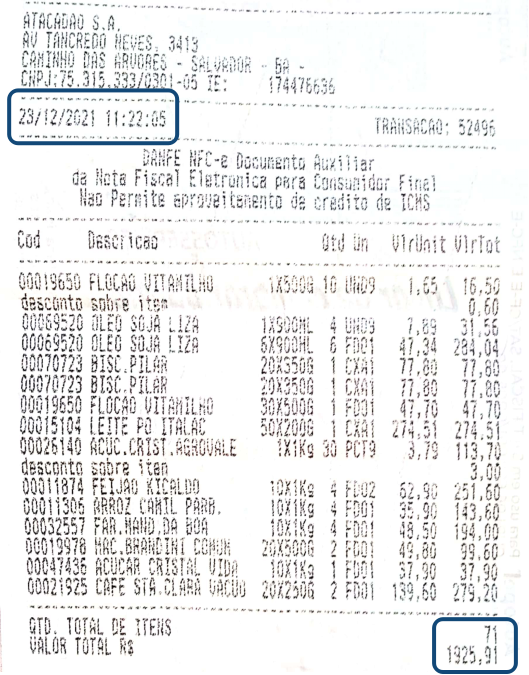 ATACADAO S.A.
AV TANCREDO NEVES, 3413
CAMINHO DAS ARVORES - SALVADOR - BA -
CNPJ:75.315.333/0301-05 IE: 174476696
23/12/2021 11:22:05
TRANSACAO: 52496
DANFE NFC-e Documento Auxiliar
da Nota Fiscal Eletronica para Consumidor Final
Nao Permite aproveitamento de credito de ICMS
Cod Descricao Qtd Un VlrUnit VlrTot
00019650 FLOCAO VITAMILHO 1X500G 10 UND9 1,65 16,50
desconto sobre item 0,60
00069520 OLEO SOJA LIZA 1X900ML 4 UND9 7,89 31,56
00069520 OLEO SOJA LIZA 6X900ML 6 FD01 47,34 284,04
00070723 BISC.PILAR 20X350G 1 CXA1 77,80 77,80
00070723 BISC.PILAR 20X350G 1 CXA1 77,80 77,80
00019650 FLOCAO VITAMILHO 30X500G 1 FD01 47,70 47,70
00015104 LEITE PO ITALAC 50X200G 1 CXA1 274,51 274,51
00026140 ACUC.CRIST.AGROVALE 1X1Kg 30 PCT9 3,79 113,70
desconto sobre item 3,00
00011874 FEIJAO KICALDO 10X1Kg 4 FD02 62,90 251,60
00011306 ARROZ CAMIL PARB. 10X1Kg 4 FD01 35,90 143,60
00032557 FAR.MAND.DA BOA 10X1Kg 4 FD01 48,50 194,00
00019978 MAC.BRANDINI COMUM 20X500G 2 FD01 49,80 99,60
00047436 ACUCAR CRISTAL VIDA 10X1Kg 1 FD01 37,90 37,90
00021925 CAFE STA.CLARA VACUO 20X250G 2 FD01 139,60 279,20
QTD. TOTAL DE ITENS 71
VALOR TOTAL R$ 1925,91